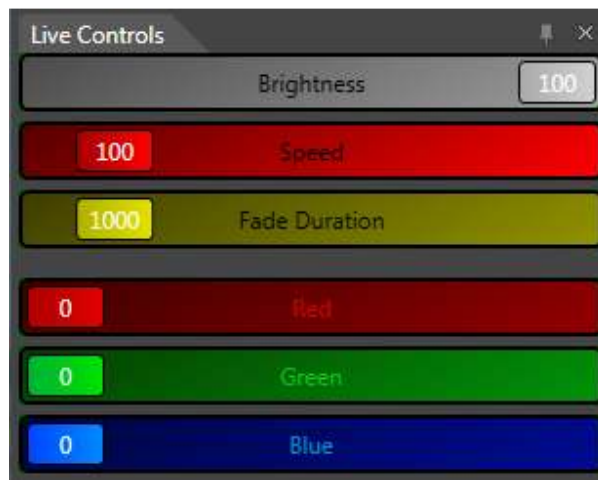 Live Controls
Brightness 100
100 Speed
1000 Fade Duration
0 Red
0 Green
0 Blue